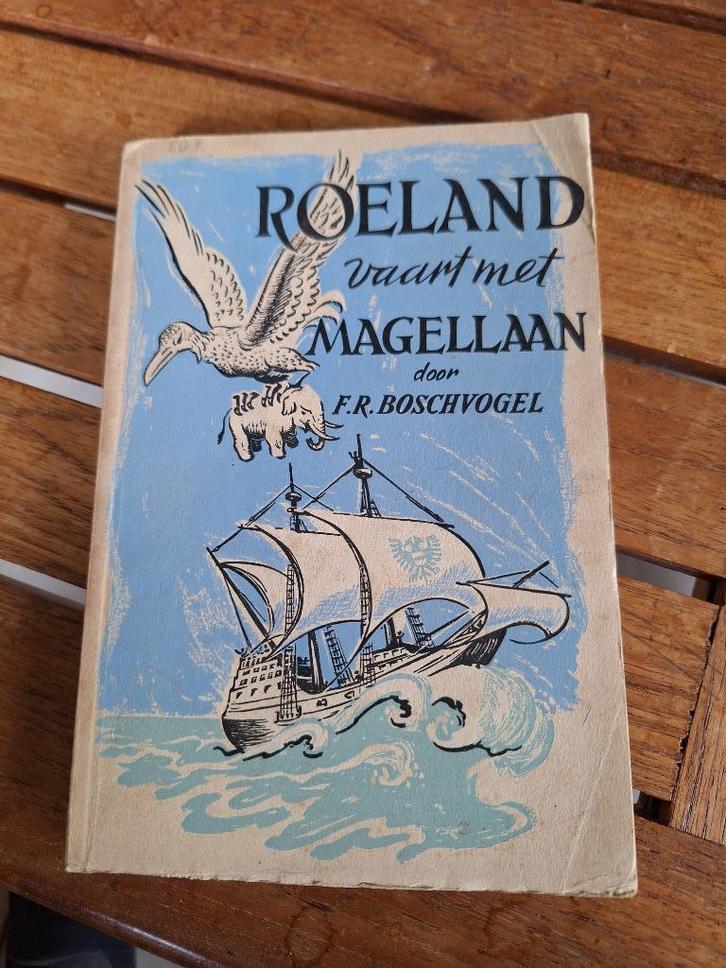 ROELAND
vaart met
MAGELLAAN
door
F.R. BOSCHVOGEL